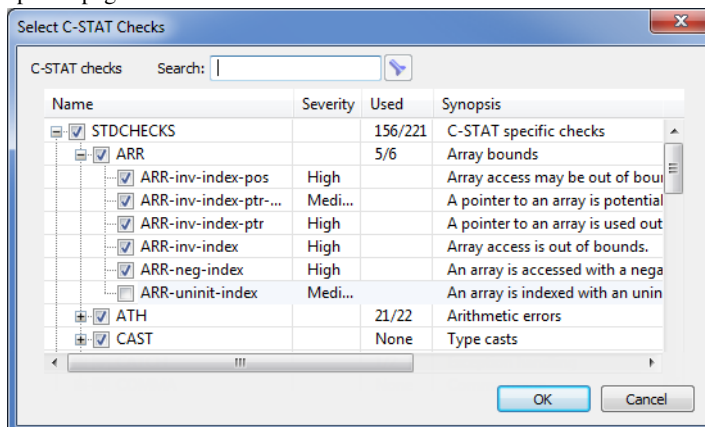 Select C-STAT Checks
C-STAT checks Search:
Name Severity Used Synopsis
STDCHECKS 156/221 C-STAT specific checks
ARR 5/6 Array bounds
ARR-inv-index-pos High Array access may be out of boun
ARR-inv-index-ptr-... Medi... A pointer to an array is potential
ARR-inv-index-ptr High A pointer to an array is used out
ARR-inv-index High Array access is out of bounds.
ARR-neg-index High An array is accessed with a nega
ARR-uninit-index Medi... An array is indexed with an unin
ATH 21/22 Arithmetic errors
CAST None Type casts
OK Cancel